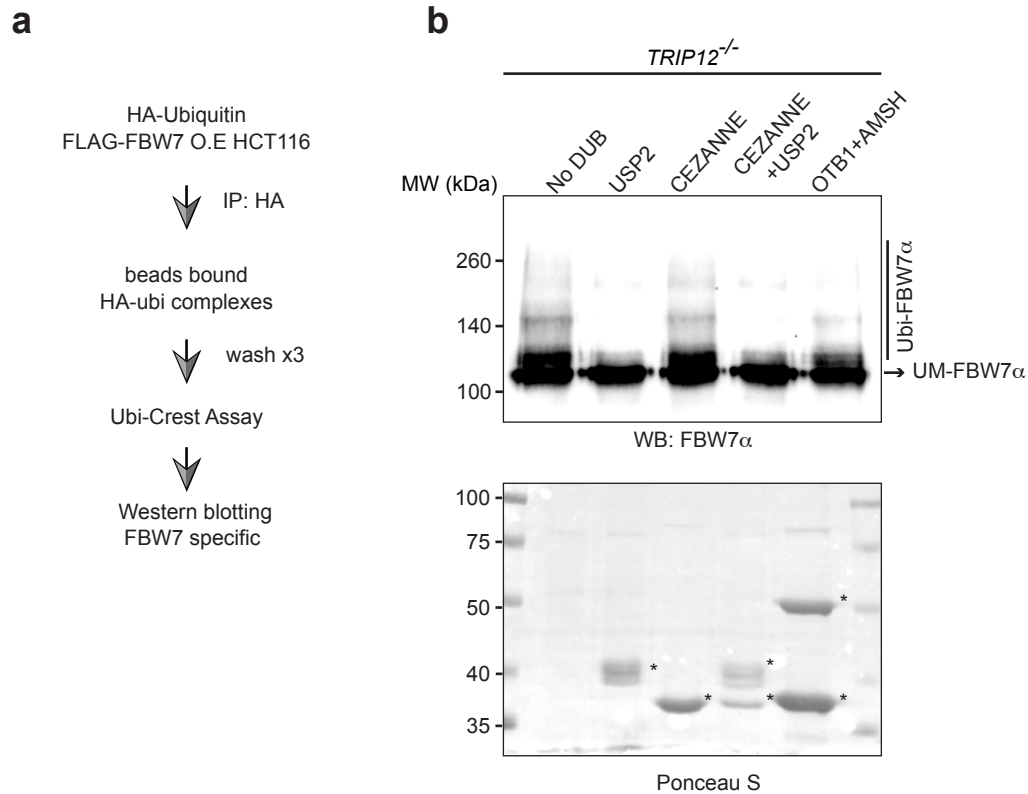 a
HA-Ubiquitin
FLAG-FBW7 O.E HCT116
IP: HA
beads bound
HA-ubi complexes
wash x3
Ubi-Crest Assay
Western blotting
FBW7 specific
b
TRIP12-/-
No DUB
USP2
CEZANNE
CEZANNE
+USP2
OTB1+AMSH
MW (kDa)
260
140
100
Ubi-FBW7α
→ UM-FBW7α
WB: FBW7α
100
75
50
40
35
*
*
*
*
*
*
Ponceau S